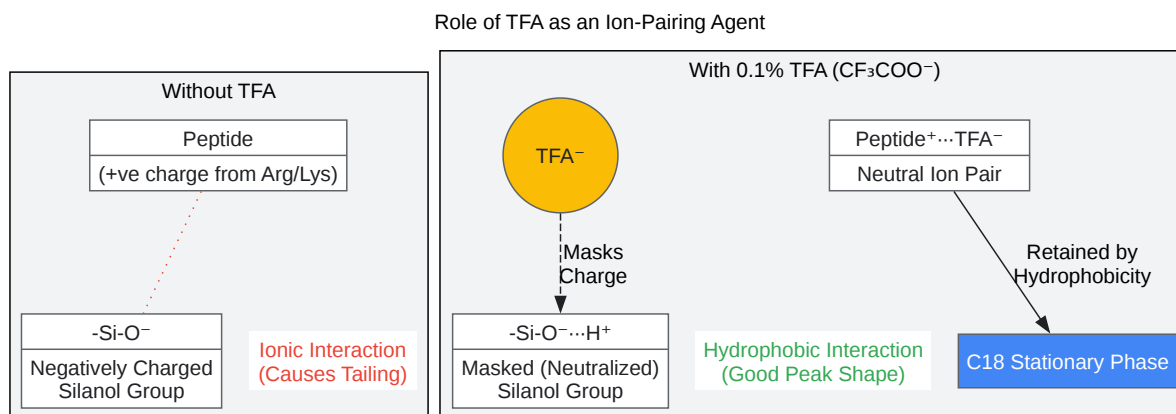 Role of TFA as an Ion-Pairing Agent
Without TFA
Peptide
(+ve charge from Arg/Lys)
-Si-O⁻
Negatively Charged
Silanol Group
Ionic Interaction
(Causes Tailing)
With 0.1% TFA (CF₃COO⁻)
TFA⁻
Masks
Charge
-Si-O⁻···H⁺
Masked (Neutralized)
Silanol Group
Peptide⁺···TFA⁻
Neutral Ion Pair
Retained by
Hydrophobicity
Hydrophobic Interaction
(Good Peak Shape)
C18 Stationary Phase